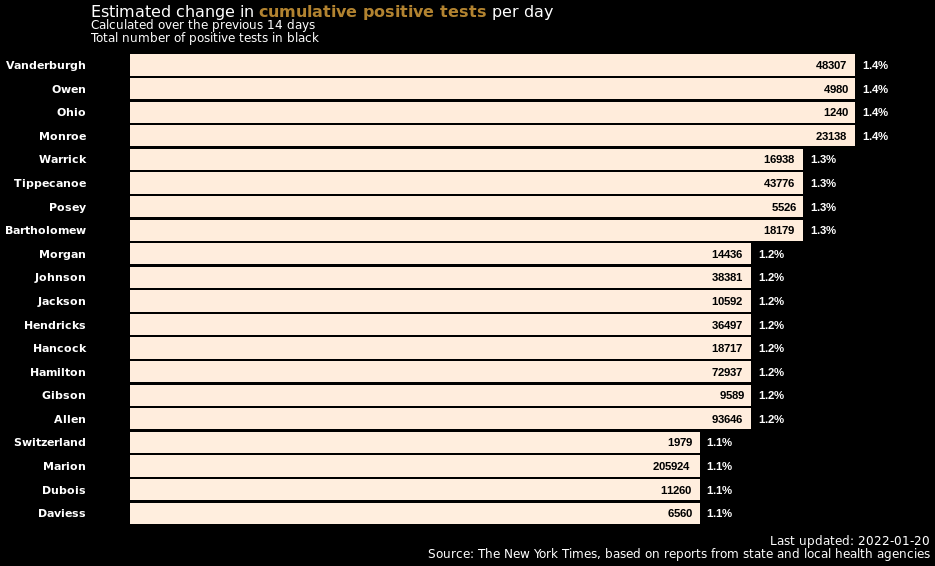 Estimated change in cumulative positive tests per day
Calculated over the previous 14 days
Total number of positive tests in black
Vanderburgh 48307 1.4%
Owen 4980 1.4%
Ohio 1240 1.4%
Monroe 23138 1.4%
Warrick 16938 1.3%
Tippecanoe 43776 1.3%
Posey 5526 1.3%
Bartholomew 18179 1.3%
Morgan 14436 1.2%
Johnson 38381 1.2%
Jackson 10592 1.2%
Hendricks 36497 1.2%
Hancock 18717 1.2%
Hamilton 72937 1.2%
Gibson 9589 1.2%
Allen 93646 1.2%
Switzerland 1979 1.1%
Marion 205924 1.1%
Dubois 11260 1.1%
Daviess 6560 1.1%
Last updated: 2022-01-20
Source: The New York Times, based on reports from state and local health agencies